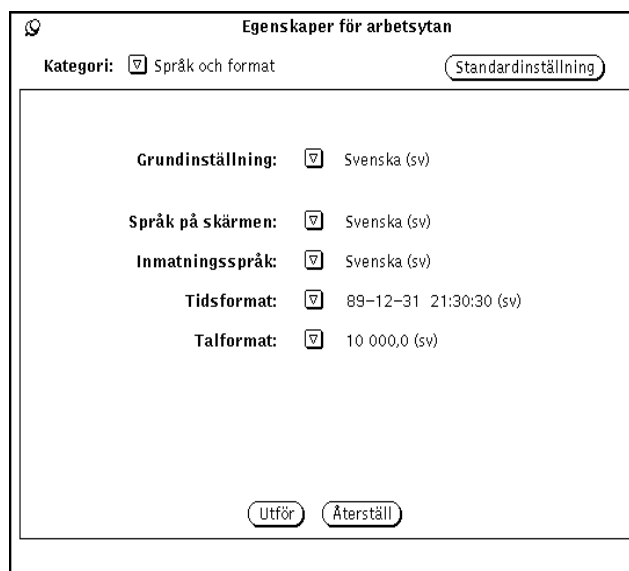 Egenskaper för arbetsytan
Kategori: Språk och format Standardinställning
Grundinställning: Svenska (sv)
Språk på skärmen: Svenska (sv)
Inmatningsspråk: Svenska (sv)
Tidsformat: 89-12-31 21:30:30 (sv)
Talformat: 10 000,0 (sv)
Utför Återställ